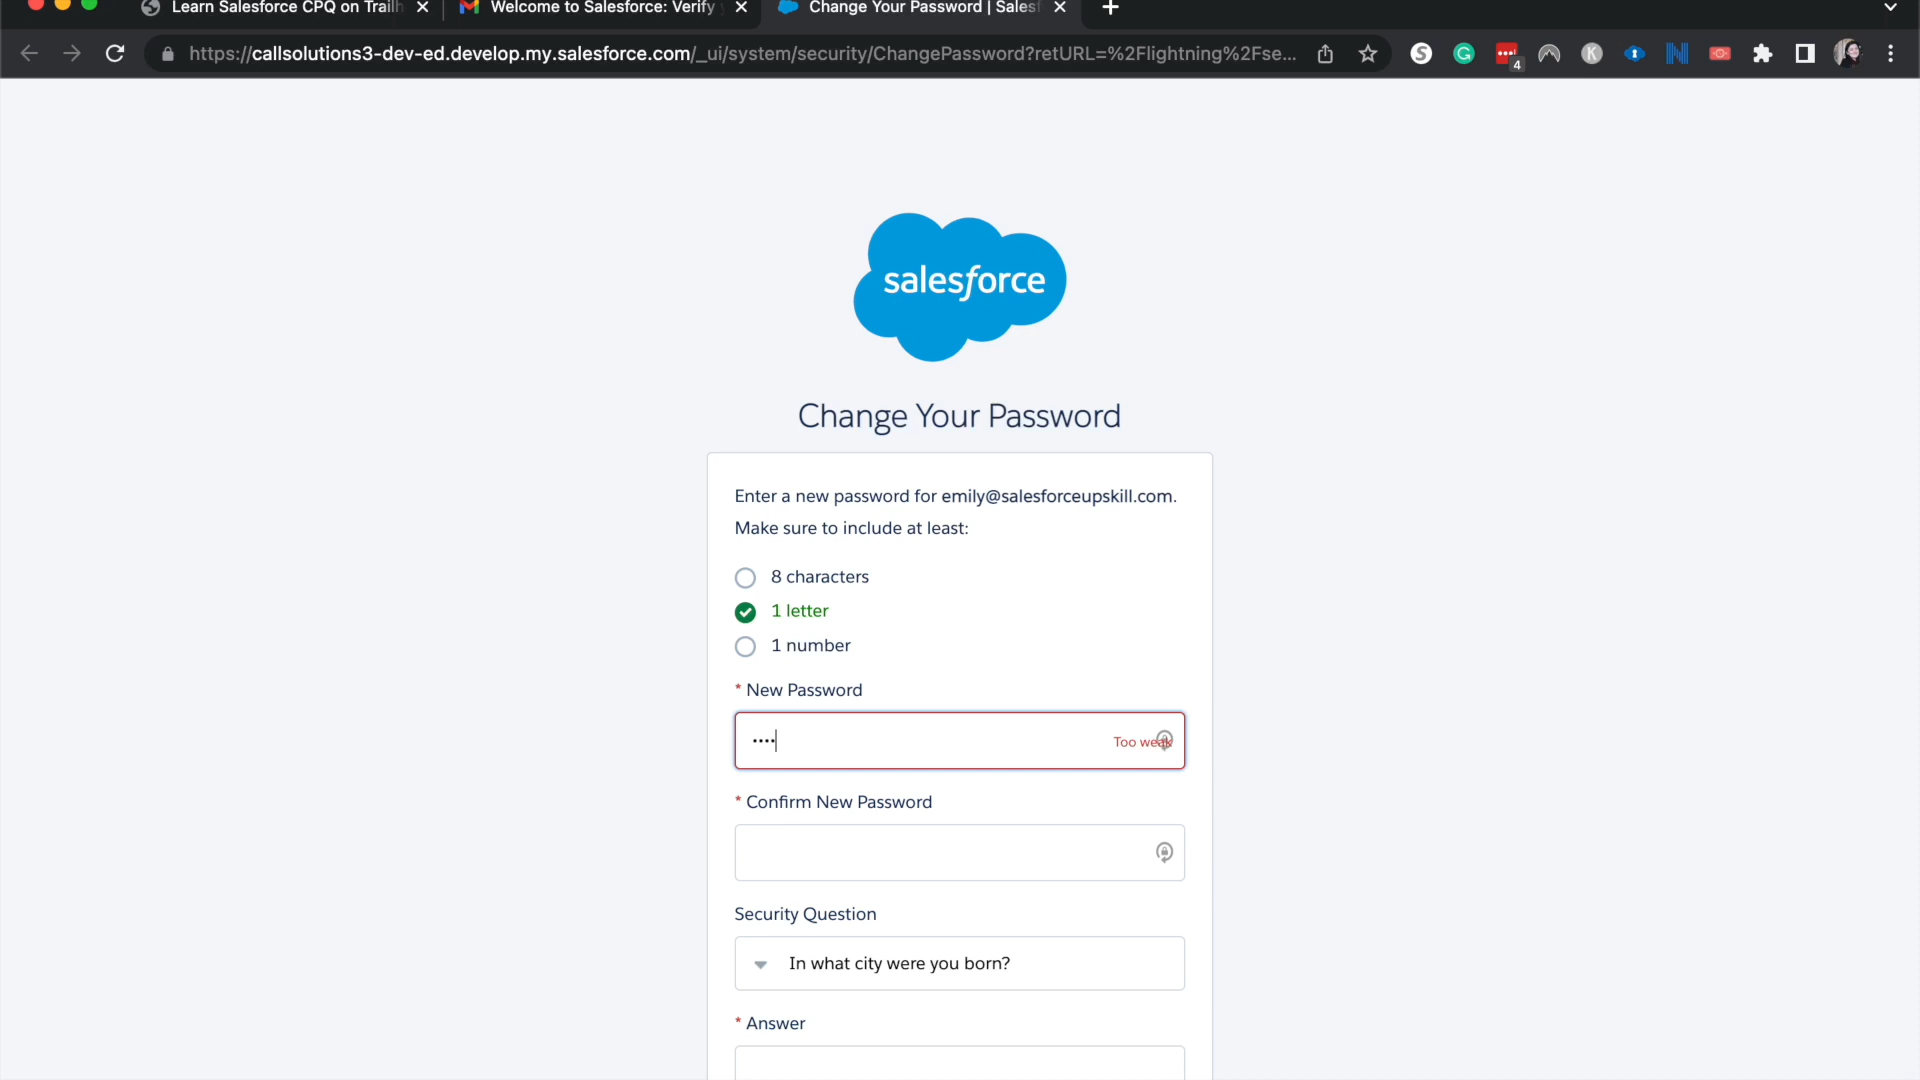 Learn Salesforce CPQ on Trailh
Welcome to Salesforce: Verify
Change Your Password | Salesf
https://callsolutions3-dev-ed.develop.my.salesforce.com/_ui/system/security/ChangePassword?retURL=%2Flightning%2Fse...
4
salesforce
Change Your Password
Enter a new password for emily@salesforceupskill.com.
Make sure to include at least:
8 characters
1 letter
1 number
* New Password
•••• Too weak
* Confirm New Password
Security Question
In what city were you born?
* Answer